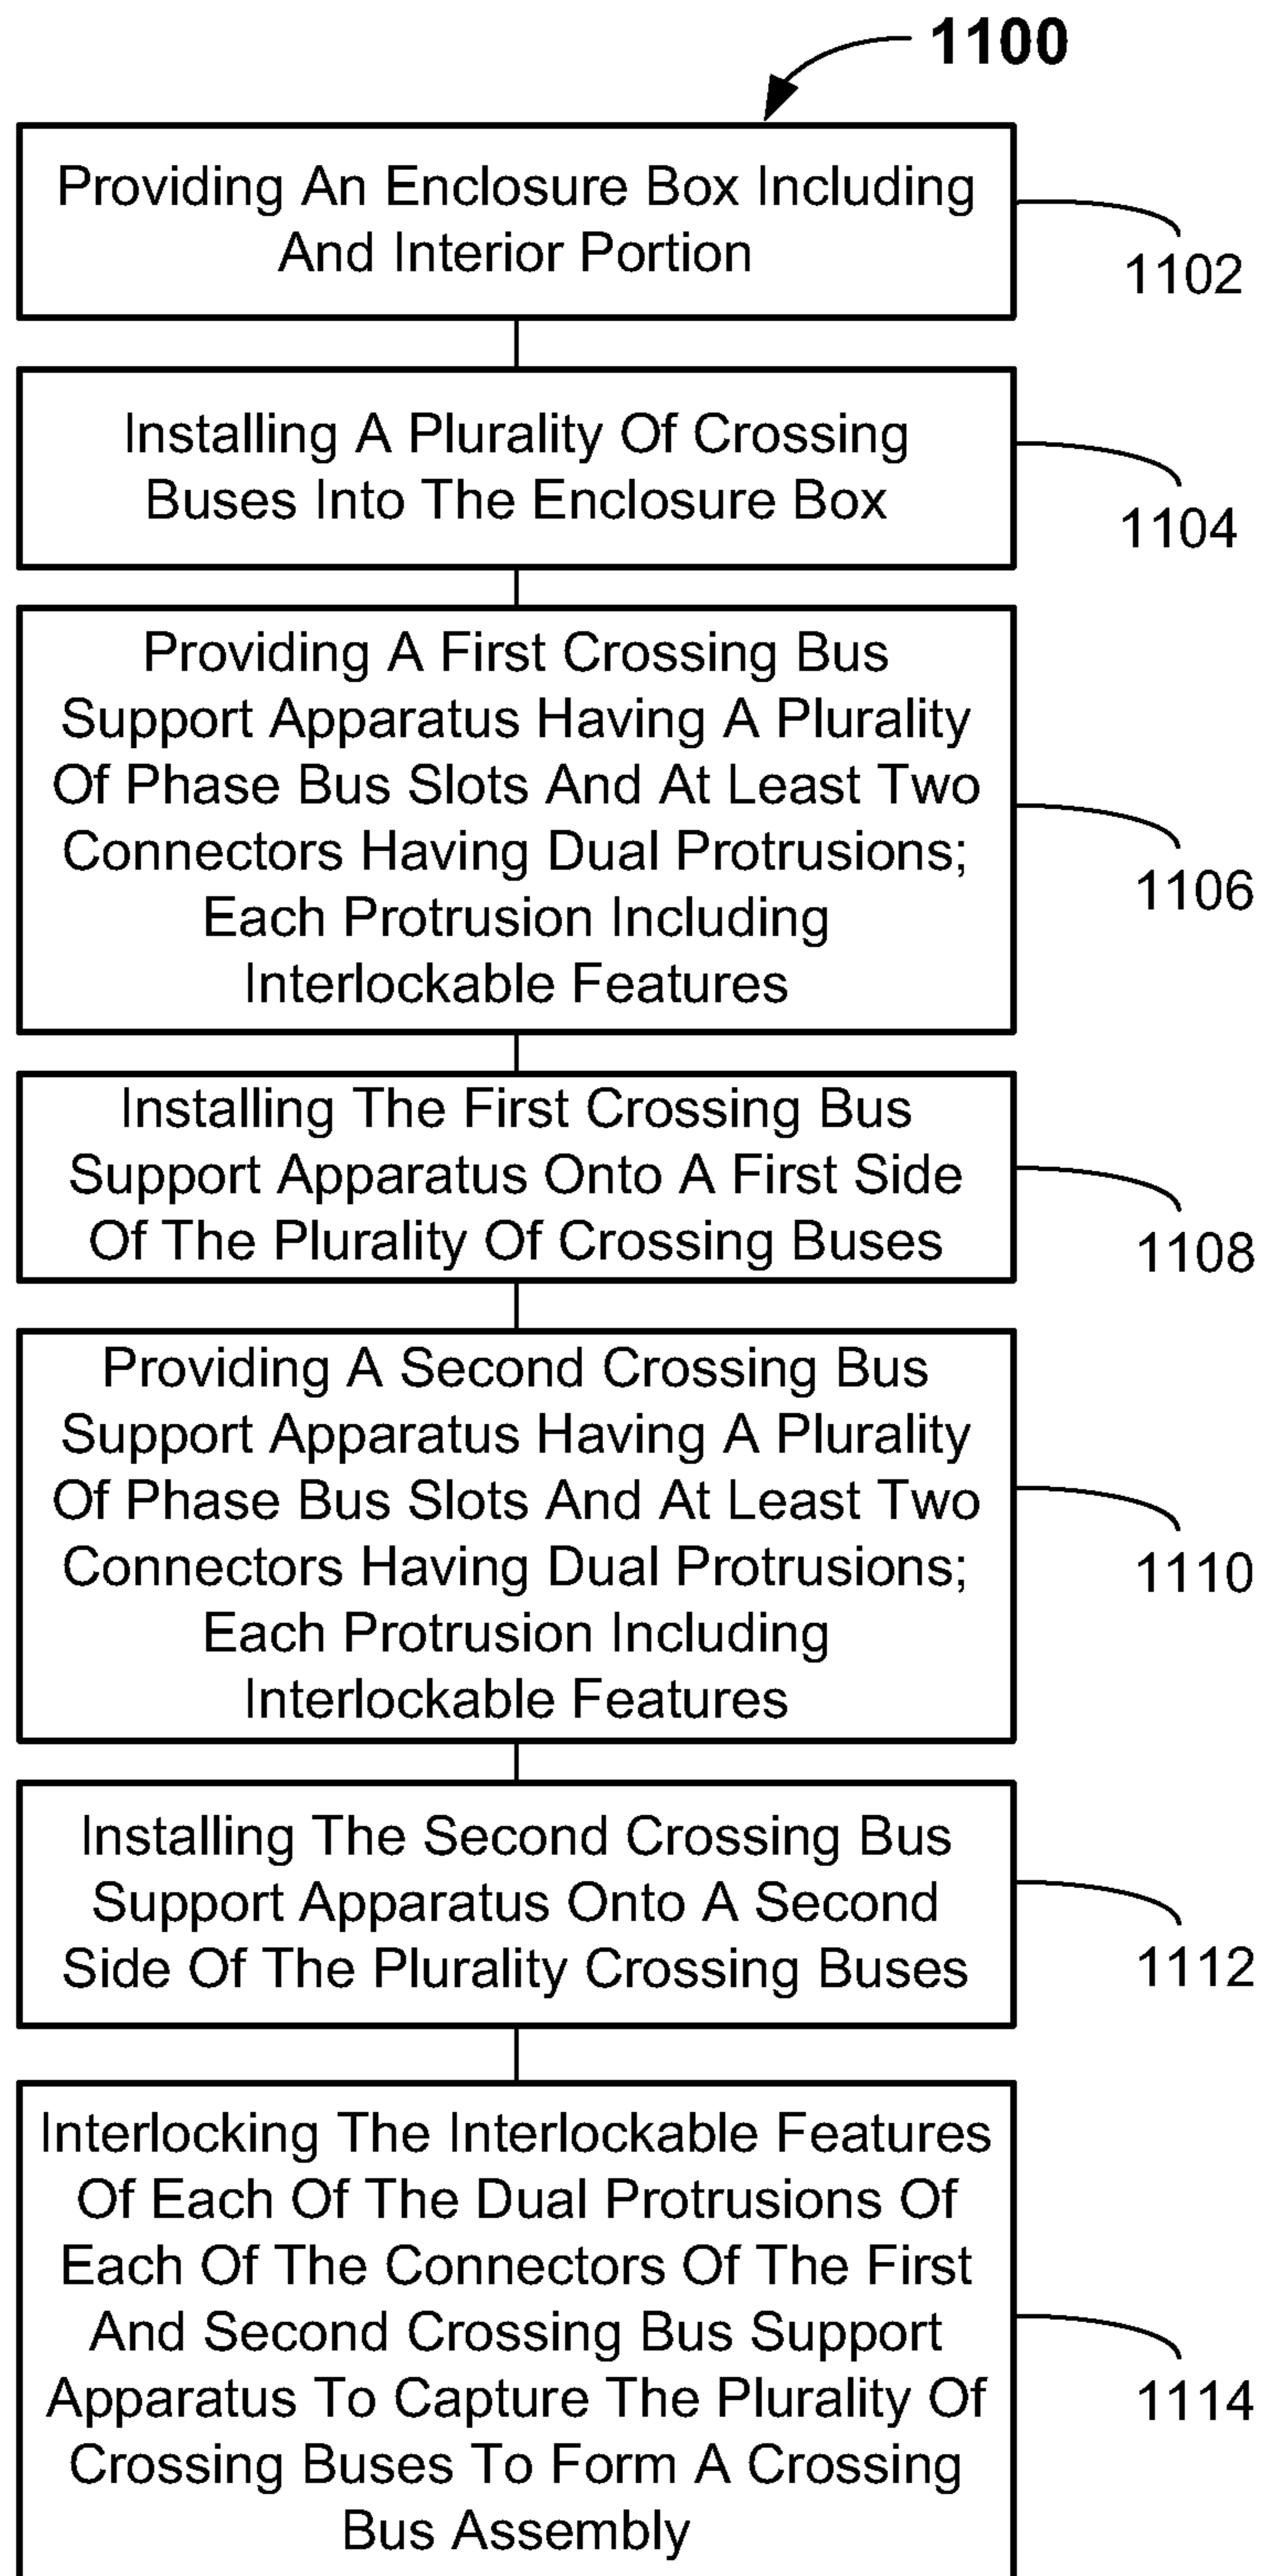 1100
Providing An Enclosure Box Including
And Interior Portion
1102
Installing A Plurality Of Crossing
Buses Into The Enclosure Box
1104
Providing A First Crossing Bus
Support Apparatus Having A Plurality
Of Phase Bus Slots And At Least Two
Connectors Having Dual Protrusions;
Each Protrusion Including
Interlockable Features
1106
Installing The First Crossing Bus
Support Apparatus Onto A First Side
Of The Plurality Of Crossing Buses
1108
Providing A Second Crossing Bus
Support Apparatus Having A Plurality
Of Phase Bus Slots And At Least Two
Connectors Having Dual Protrusions;
Each Protrusion Including
Interlockable Features
1110
Installing The Second Crossing Bus
Support Apparatus Onto A Second
Side Of The Plurality Crossing Buses
1112
Interlocking The Interlockable Features
Of Each Of The Dual Protrusions Of
Each Of The Connectors Of The First
And Second Crossing Bus Support
Apparatus To Capture The Plurality Of
Crossing Buses To Form A Crossing
Bus Assembly
1114